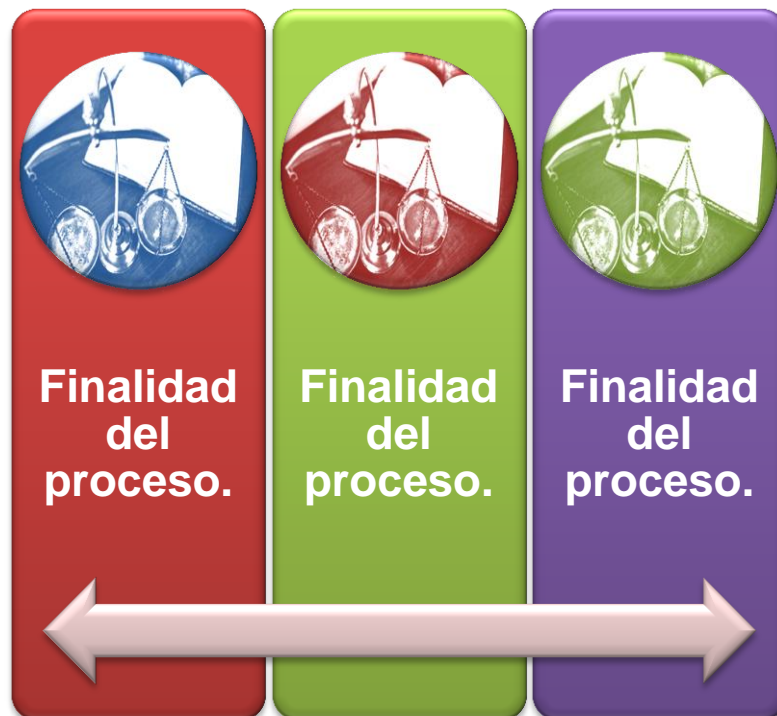 Finalidad
del
proceso.
Finalidad
del
proceso.
Finalidad
del
proceso.